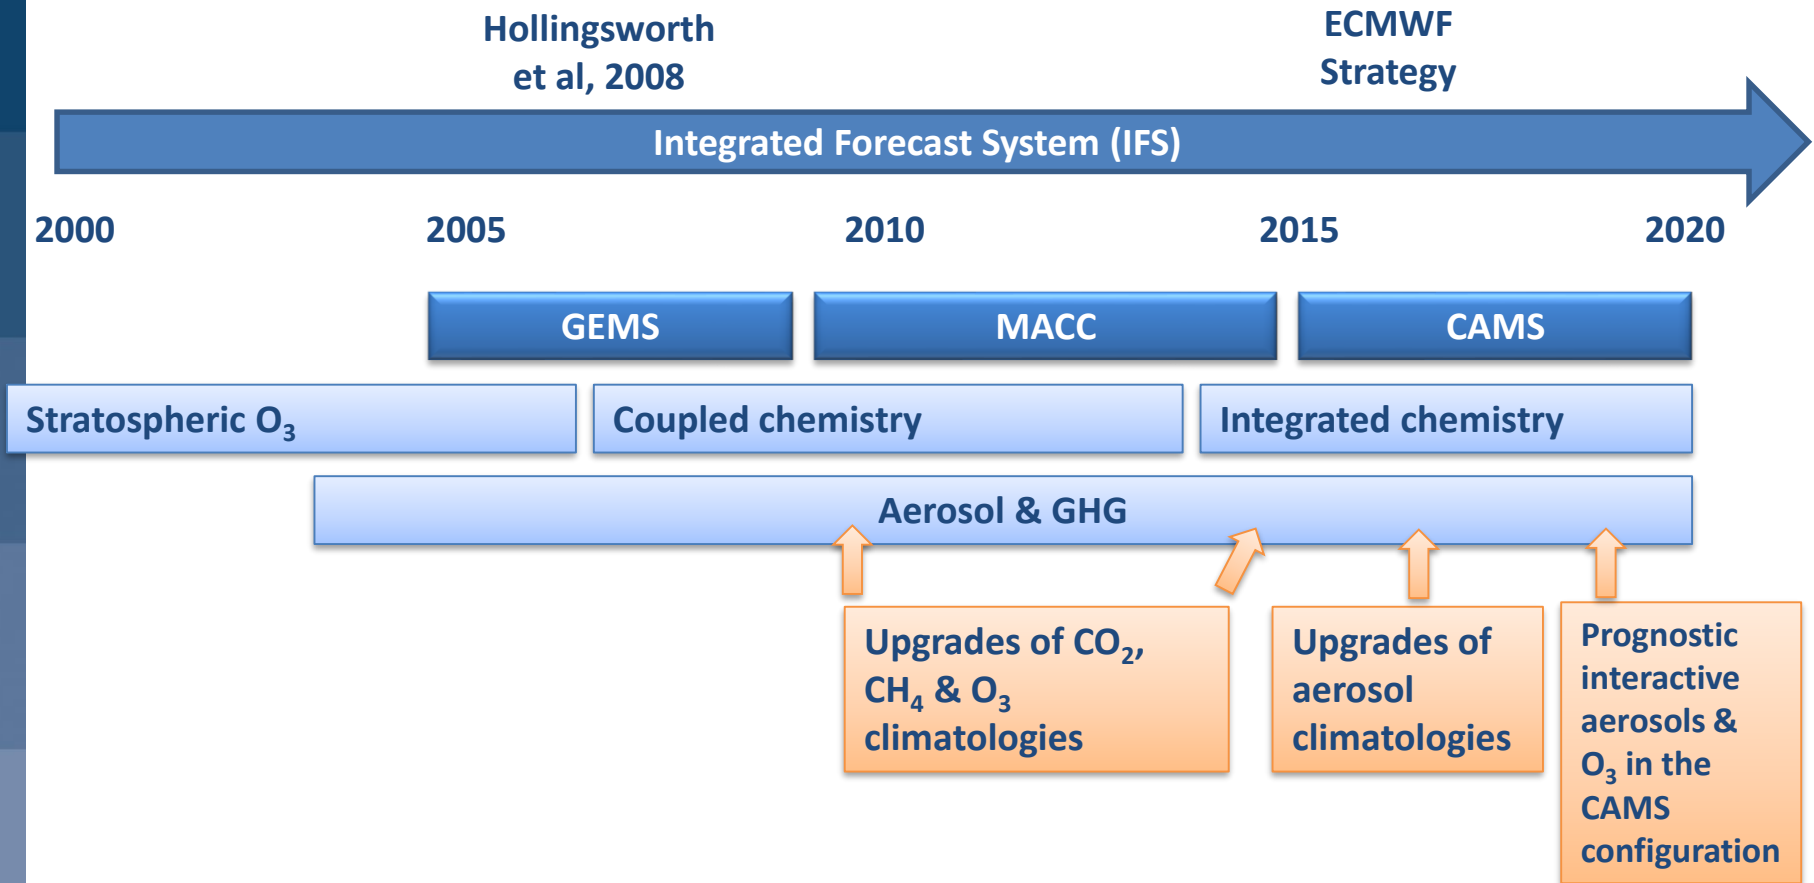 Hollingsworth
et al, 2008
ECMWF
Strategy
Integrated Forecast System (IFS)
2000 2005 2010 2015 2020
GEMS MACC CAMS
Stratospheric O₃ Coupled chemistry Integrated chemistry
Aerosol & GHG
Upgrades of CO₂,
CH₄ & O₃
climatologies
Upgrades of
aerosol
climatologies
Prognostic
interactive
aerosols &
O₃ in the
CAMS
configuration